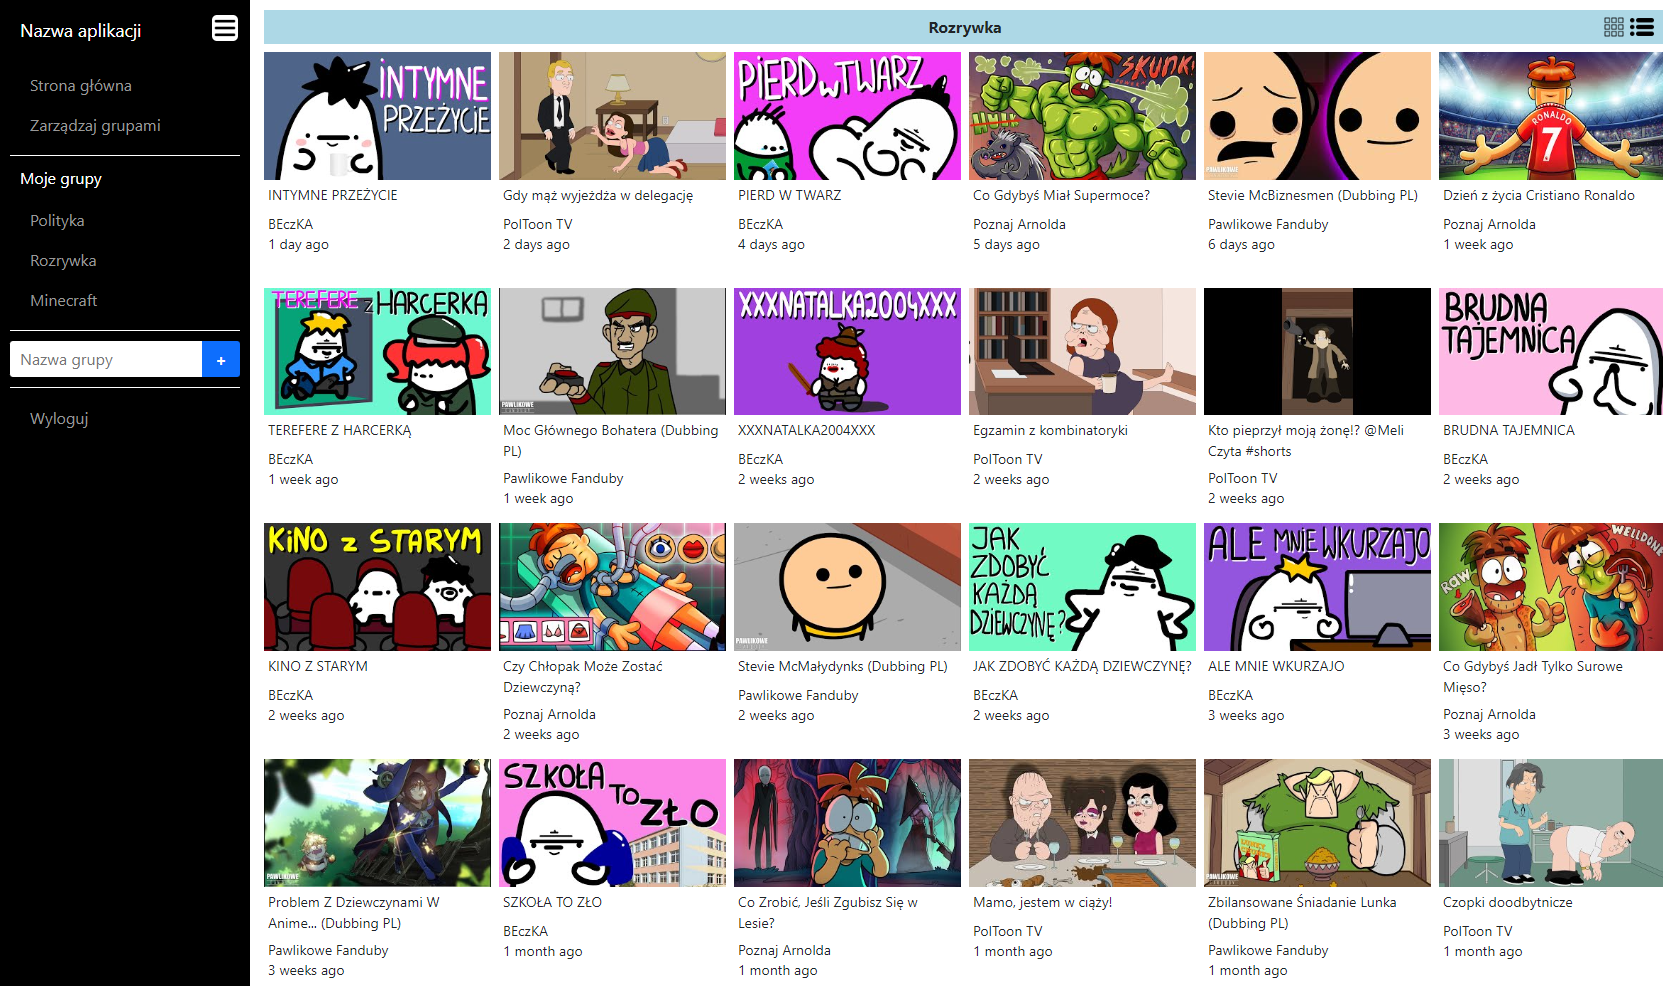 Nazwa aplikacji
Strona główna
Zarządzaj grupami
Moje grupy
Polityka
Rozrywka
Minecraft
Nazwa grupy
+
Wyloguj
Rozrywka
INTYMNE
PRZEŻYCIE
INTYMNE PRZEŻYCIE
BEczKA
1 day ago
Gdy mąż wyjeżdża w delegację
PolToon TV
2 days ago
PIERD W TWARZ
PIERD W TWARZ
BEczKA
4 days ago
SKUNK
Co Gdybyś Miał Supermoce?
Poznaj Arnolda
5 days ago
PAWLIKOWE
Stevie McBiznesmen (Dubbing PL)
Pawlikowe Fanduby
6 days ago
RONALDO
7
Dzień z życia Cristiano Ronaldo
Poznaj Arnolda
1 week ago
TEREFERE Z HARCERKĄ
TEREFERE Z HARCERKĄ
BEczKA
1 week ago
PAWLIKOWE
Moc Głównego Bohatera (Dubbing
PL)
Pawlikowe Fanduby
1 week ago
XXXNATALKA2004XXX
XXXNATALKA2004XXX
BEczKA
2 weeks ago
Egzamin z kombinatoryki
PolToon TV
2 weeks ago
Kto pieprzył moją żonę!? @Meli
Czyta #shorts
PolToon TV
2 weeks ago
BRUDNA
TAJEMNICA
BRUDNA TAJEMNICA
BEczKA
2 weeks ago
KINO Z STARYM
KINO Z STARYM
BEczKA
2 weeks ago
Czy Chłopak Może Zostać
Dziewczyną?
Poznaj Arnolda
2 weeks ago
PAWLIKOWE
Stevie McMałydynks (Dubbing PL)
Pawlikowe Fanduby
2 weeks ago
JAK
ZDOBYĆ
KAŻDĄ
DZIEWCZYNĘ?
JAK ZDOBYĆ KAŻDĄ DZIEWCZYNĘ?
BEczKA
2 weeks ago
ALE MNIE WKURZAJO
ALE MNIE WKURZAJO
BEczKA
3 weeks ago
RAW
WELLDONE
Co Gdybyś Jadł Tylko Surowe
Mięso?
Poznaj Arnolda
3 weeks ago
PAWLIKOWE
Problem Z Dziewczynami W
Anime... (Dubbing PL)
Pawlikowe Fanduby
3 weeks ago
SZKOŁA TO ZŁO
SZKOŁA TO ZŁO
BEczKA
1 month ago
Co Zrobić, Jeśli Zgubisz Się w
Lesie?
Poznaj Arnolda
1 month ago
Mamo, jestem w ciąży!
PolToon TV
1 month ago
PAWLIKOWE
Zbilansowane Śniadanie Lunka
(Dubbing PL)
Pawlikowe Fanduby
1 month ago
Czopki doodbytnicze
PolToon TV
1 month ago